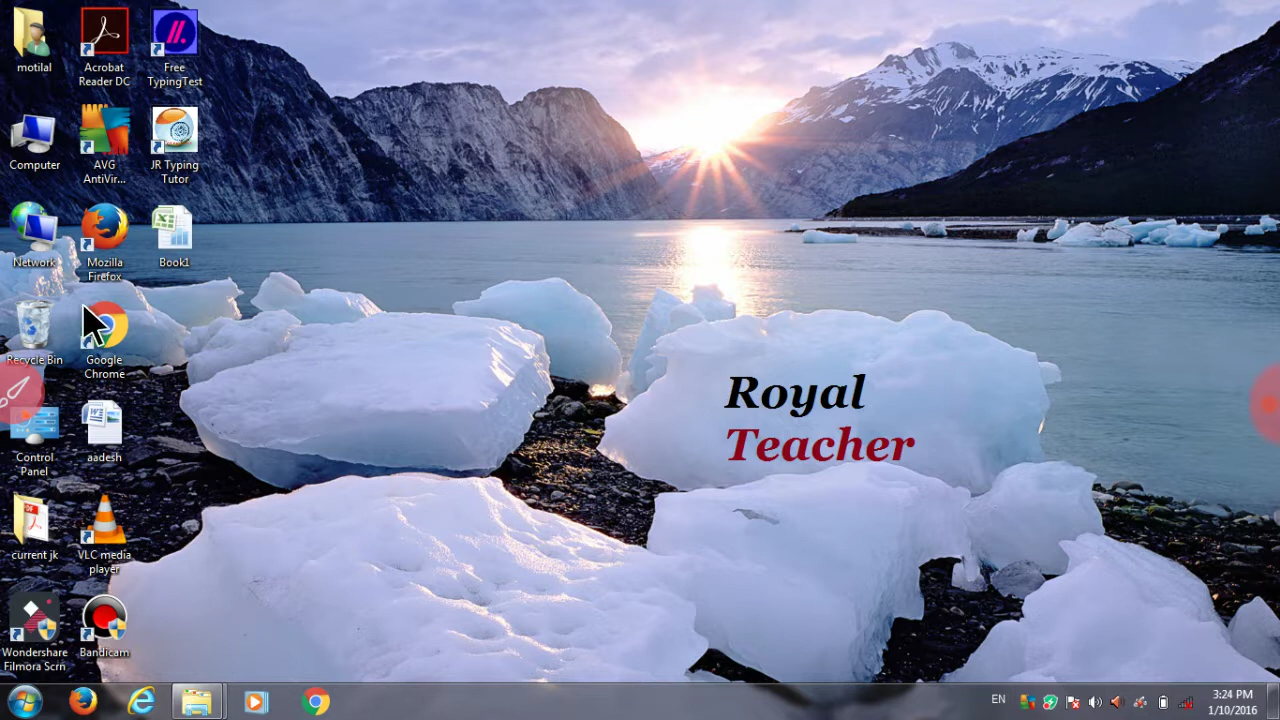 motilal
Acrobat
Reader DC
Free
TypingTest
Computer
AVG
AntiVir...
JR Typing
Tutor
Network
Mozilla
Firefox
Book1
Recycle Bin
Google
Chrome
Control
Panel
aadesh
current jk
VLC media
player
Wondershare
Filmora Scrn
Bandicam
Royal
Teacher
EN
3:24 PM
1/10/2016